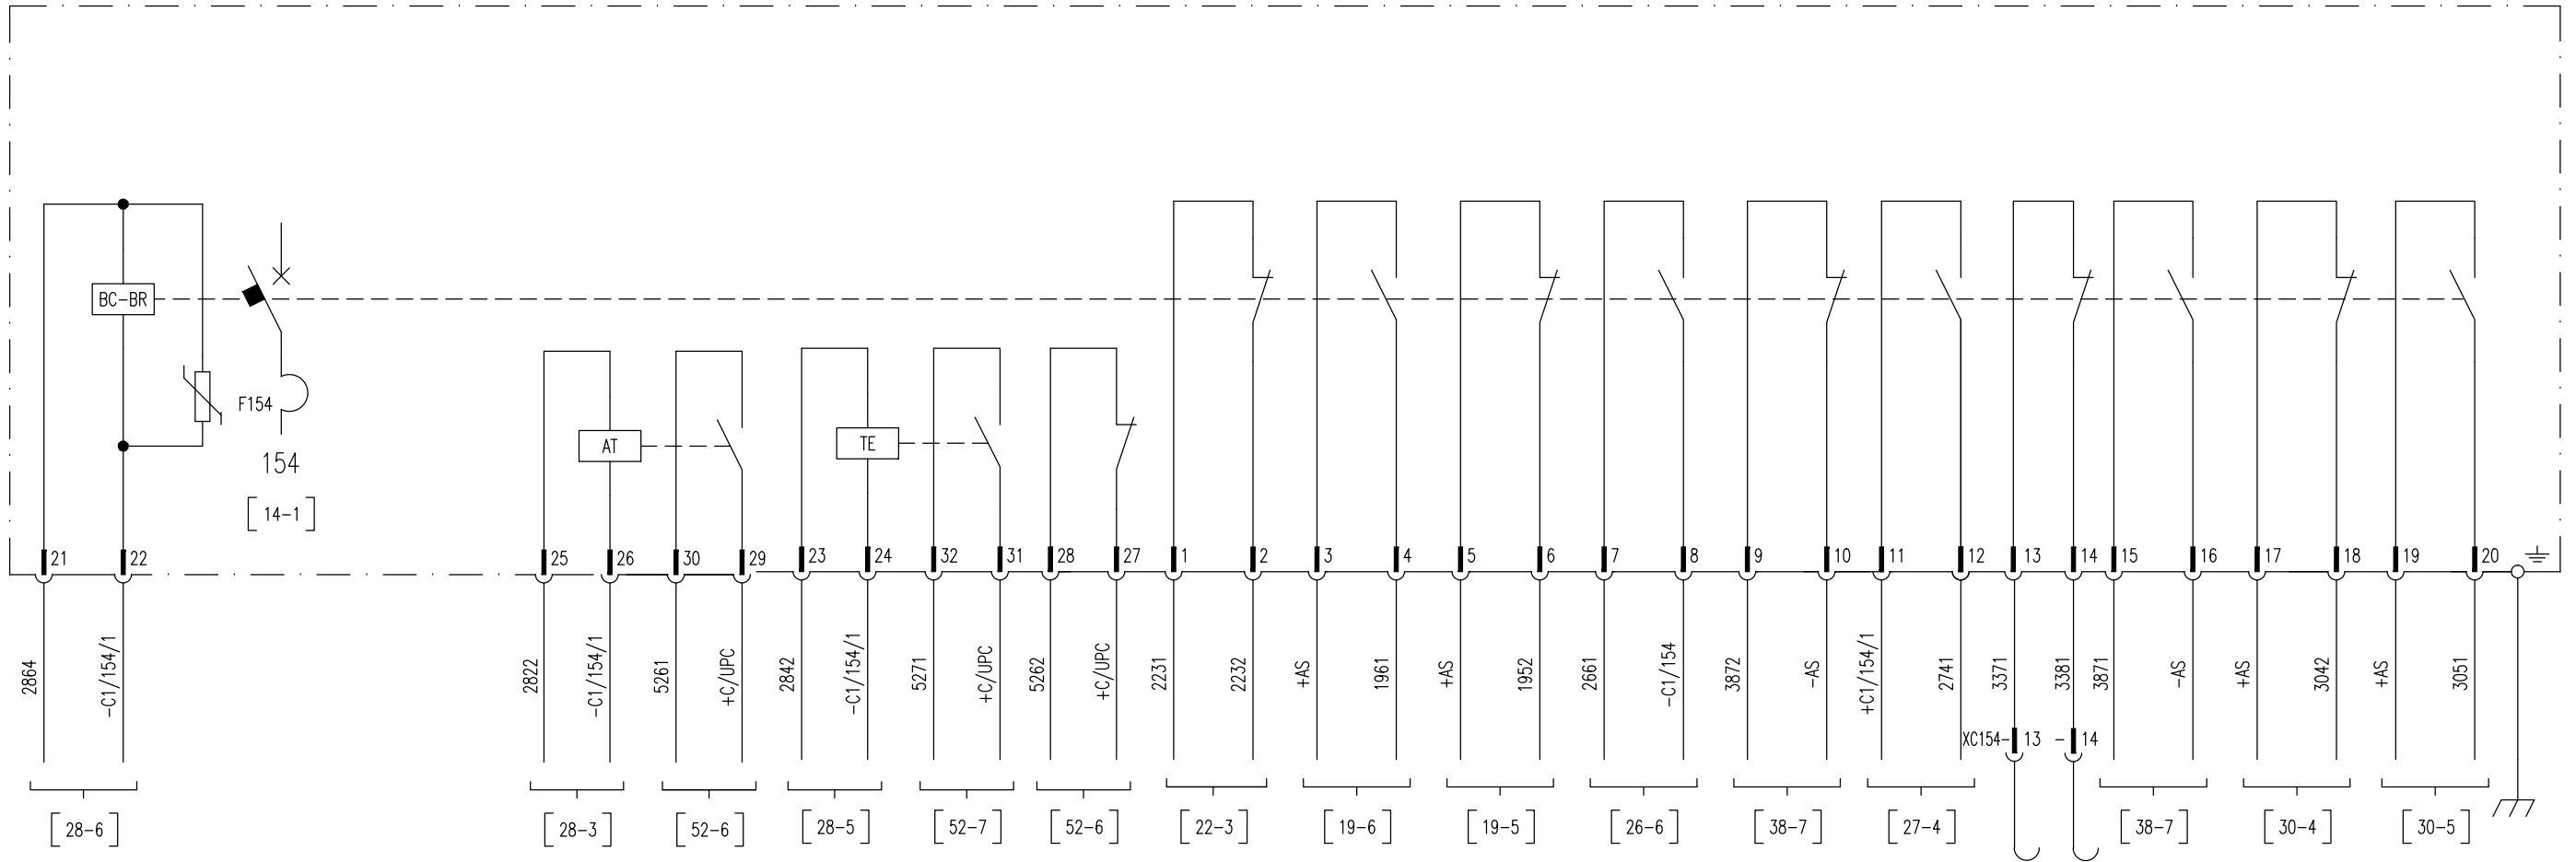 BC-BR
F154
154
14-1
AT
TE
21 22 25 26 30 29 23 24 32 31 28 27 1 2 3 4 5 6 7 8 9 10 11 12 13 14 15 16 17 18 19 20
2864 -C1/154/1 2822 -C1/154/1 5261 +C/UPC 2842 -C1/154/1 5271 +C/UPC 5262 +C/UPC 2231 2232 +AS 1961 +AS 1952 2661 -C1/154 3872 -AS +C1/154/1 2741 3371 3381 3871 -AS +AS 3042 +AS 3051
XC154- 13 - 14
28-6 28-3 52-6 28-5 52-7 52-6 22-3 19-6 19-5 26-6 38-7 27-4 38-7 30-4 30-5